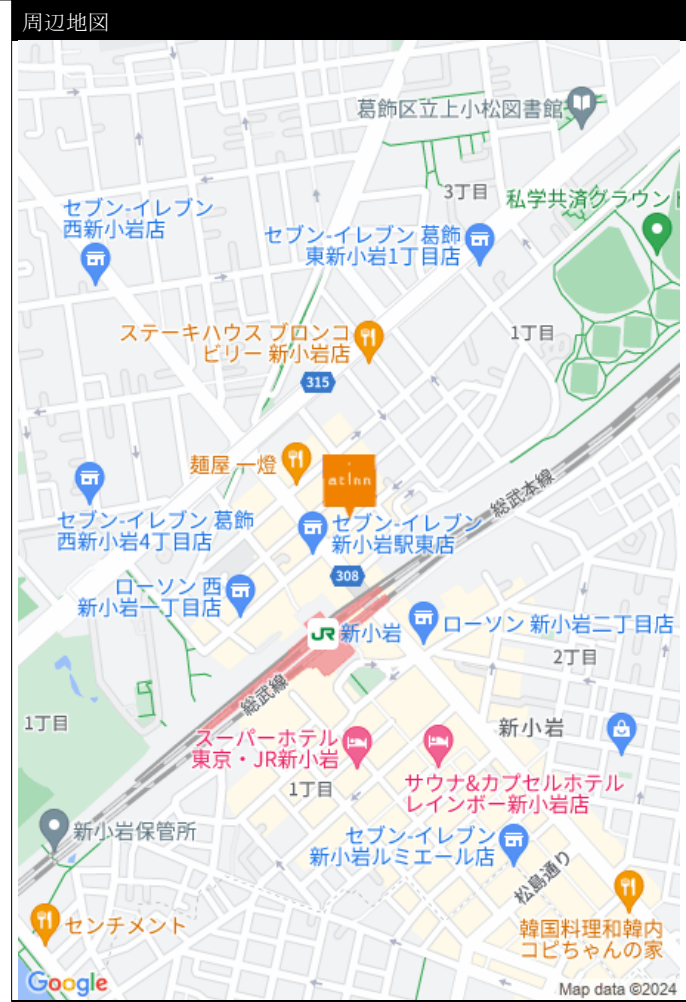 周辺地図
葛飾区立上小松図書館
3丁目
私学共済グラウンド
セブン-イレブン
西新小岩店
セブン-イレブン 葛飾
東新小岩1丁目店
ステーキハウス ブロンコ
ビリー 新小岩店
1丁目
315
麺屋 一燈
at inn
総武本線
セブン-イレブン 葛飾
西新小岩4丁目店
セブン-イレブン
新小岩駅東店
308
ローソン 西
新小岩一丁目店
JR 新小岩
ローソン 新小岩二丁目店
2丁目
総武線
1丁目
新小岩
スーパーホテル
東京・JR新小岩
サウナ&カプセルホテル
レインボー新小岩店
1丁目
新小岩保管所
セブン-イレブン
新小岩ルミエール店
松島通り
センチメント
韓国料理和韓内
コピちゃんの家
Google
Map data ©2024